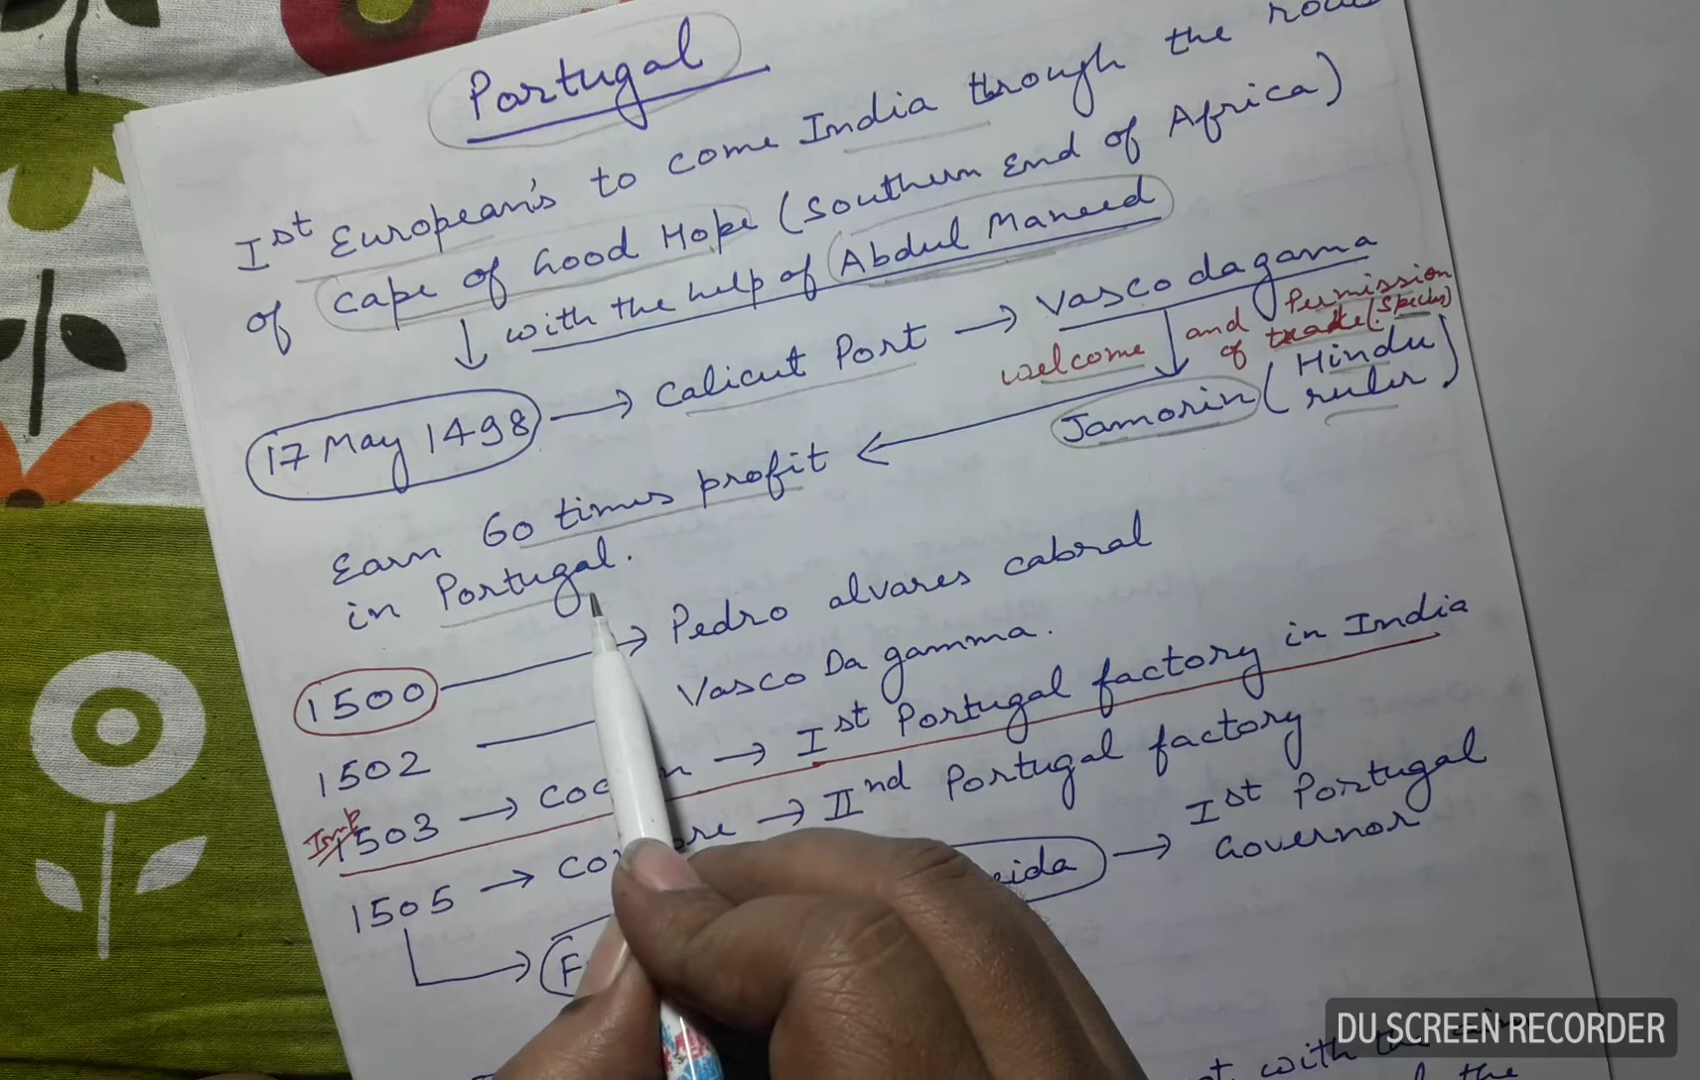 Portugal
Ist European's to come India through the
of Cape of Good Hope (Southern End of Africa)
with the help of Abdul Maneed
17 May 1498 → Calicut Port → Vasco da gama
welcome and Permission
of trade (
Jamorin (Hindu
ruler)
Earn 60 times profit
in Portugal.
1500 → Pedro alvares cabral
1502 Vasco Da gamma.
Imp
1503 → → Ist Portugal factory in India
1505 → → IInd Portugal factory
→ Ist Portugal
Governor
with
the
DU SCREEN RECORDER